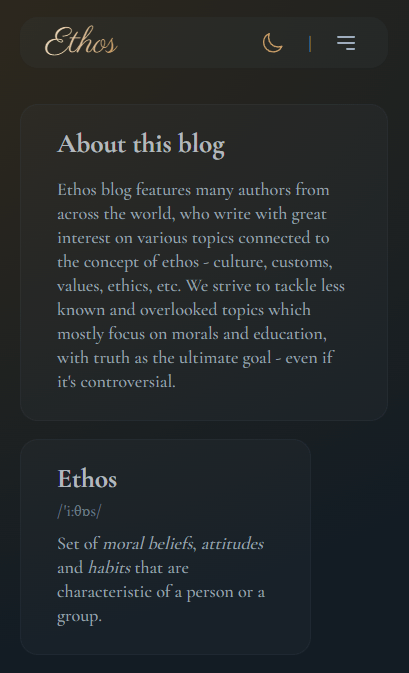 Ethos
|
About this blog
Ethos blog features many authors from
across the world, who write with great
interest on various topics connected to
the concept of ethos - culture, customs,
values, ethics, etc. We strive to tackle less
known and overlooked topics which
mostly focus on morals and education,
with truth as the ultimate goal - even if
it's controversial.
Ethos
/ˈiːθɒs/
Set of moral beliefs, attitudes
and habits that are
characteristic of a person or a
group.